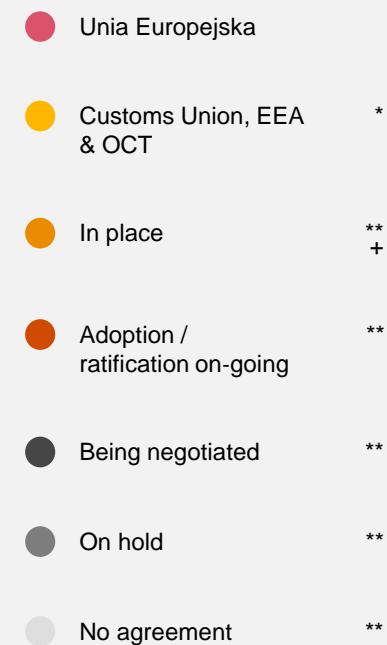 Unia Europejska
Customs Union, EEA *
& OCT
In place **
+
Adoption / **
ratification on-going
Being negotiated **
On hold **
No agreement **